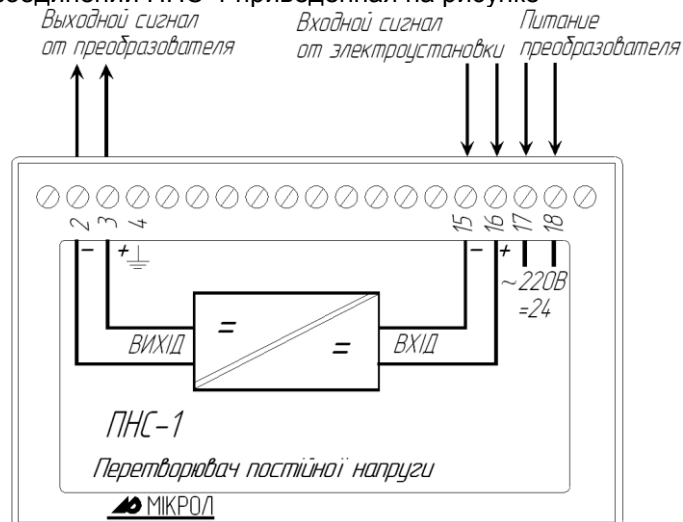 соединений ПНС-1 приведенная на рисунке
Выходной сигнал
от преобразователя
Входной сигнал
от электроустановки
Питание
преобразователя
2 3 4 15 16 17 18
- + - +
~220В
=24
=
=
ВИХІД
ВХІД
ПНС-1
Перетворювач постійної напруги
МІКРОЛ